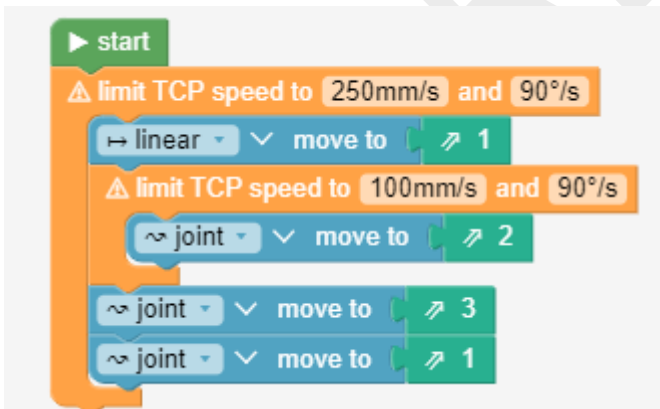 start
limit TCP speed to 250mm/s and 90°/s
linear move to 1
limit TCP speed to 100mm/s and 90°/s
joint move to 2
joint move to 3
joint move to 1